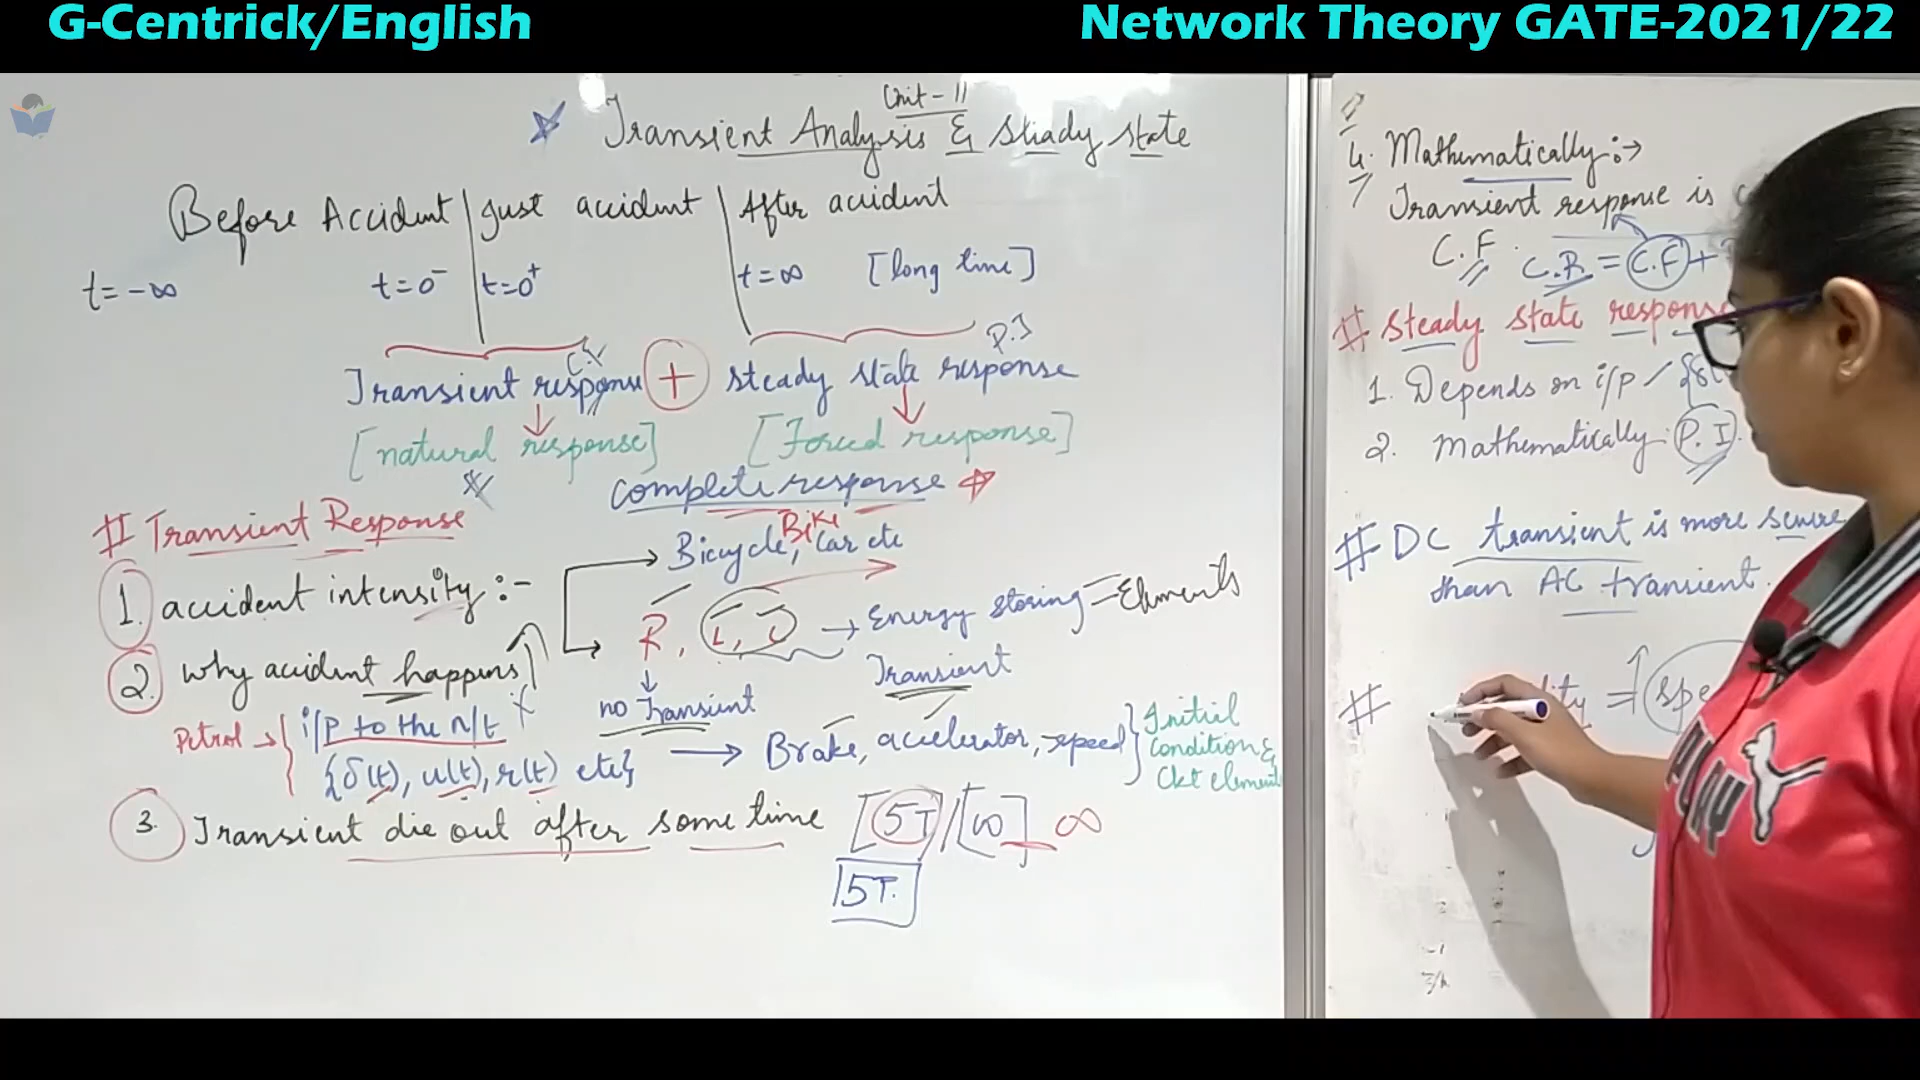 G-Centrick/English
Network Theory GATE-2021/22
Unit - II
Transient Analysis & Steady state
Before Accident | just accident | After accident
t = -∞ t=0⁻ t=0⁺ t=∞ [long time]
C.F P.I
Transient response + steady state response
[natural response] [Forced response]
complete response
# Transient Response
Bicycle, Bike, Car etc
1. accident intensity :-
R, L, C → Energy storing Elements
2. why accident happens
no Transient
Transient
Petrol → { i/p to the N/t
{δ(t), u(t), r(t) etc}
→ Brake, accelerator, speed }
Initial
Condition &
Ckt element
3. Transient die out after some time [5T]/[∞] ∞
5T.
4. Mathematically :→
Transient response is
C.F. C.R. = C.F +
# Steady state response
1. Depends on i/p / {δ(
2. Mathematically: P.I.
# DC transient is more severe
than AC transient.
#
PLAY